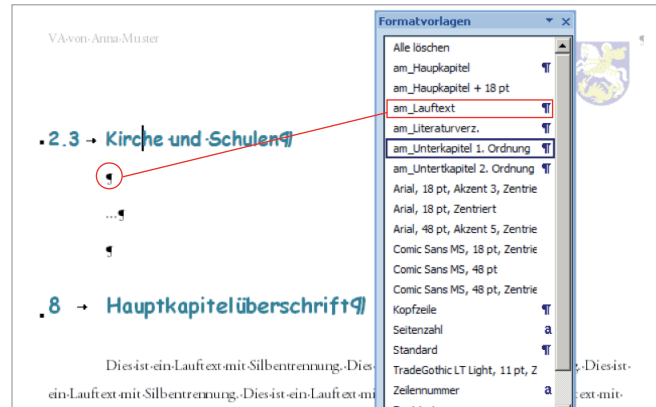 VA·von·Anna·Muster
¶
2.3 → Kirche·und·Schulen¶
¶
...¶
¶
8 → Hauptkapitelüberschrift¶
Dies·ist·ein·Lauftext·mit·Silbentrennung.·Dies·
·Dies·ist·
ein·Lauftext·mit·Silbentrennung.·Dies·ist·ein·Lauftext·mi
text·mit·
Formatvorlagen
Alle löschen
am_Haupkapitel ¶
am_Haupkapitel + 18 pt
am_Lauftext ¶
am_Literaturverz. ¶
am_Unterkapitel 1. Ordnung ¶
am_Untertkapitel 2. Ordnung ¶
Arial, 18 pt, Akzent 3, Zentrie
Arial, 18 pt, Zentriert
Arial, 48 pt, Akzent 5, Zentrie
Comic Sans MS, 18 pt, Zentrie
Comic Sans MS, 48 pt
Comic Sans MS, 48 pt, Zentrie
Kopfzeile ¶
Seitenzahl a
Standard ¶
TradeGothic LT Light, 11 pt, Z
Zeilennummer a